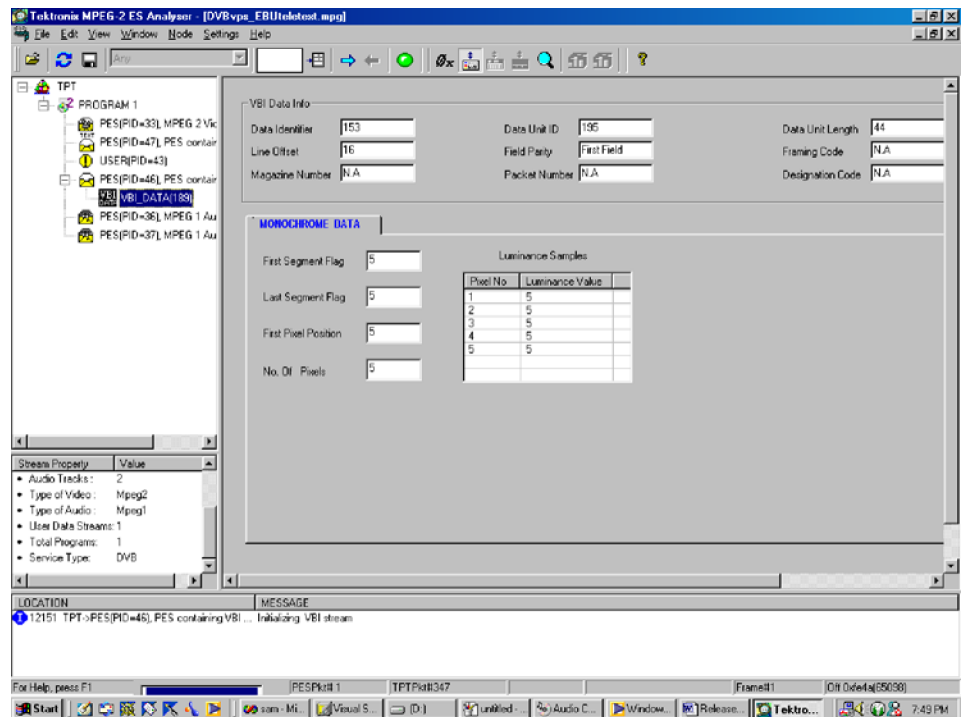 Tektronix MPEG-2 ES Analyser - [DVBvps_EBUteletext.mpg]
File Edit View Window Node Settings Help
Any
TPT
PROGRAM 1
PES(PID=33), MPEG 2 Vic
PES(PID=47), PES contair
USER(PID=43)
PES(PID=46), PES contair
VBI_DATA(189)
PES(PID=36), MPEG 1 Au
PES(PID=37), MPEG 1 Au
VBI Data Info
Data Identifier 153 Data Unit ID 195 Data Unit Length 44
Line Offset 16 Field Parity First Field Framing Code N.A
Magazine Number N.A Packet Number N.A Designation Code N.A
MONOCHROME DATA
First Segment Flag 5
Last Segment Flag 5
First Pixel Position 5
No. Of Pixels 5
Luminance Samples
Pixel No Luminance Value
1 5
2 5
3 5
4 5
5 5
Stream Property Value
Audio Tracks: 2
Type of Video: Mpeg2
Type of Audio: Mpeg1
User Data Streams: 1
Total Programs: 1
Service Type: DVB
LOCATION MESSAGE
12151 TPT->PES(PID=46), PES containing VBI ... Initializing VBI stream
For Help, press F1 PESPkt# 1 TPTPkt#347 Frame#1 Off 0xfe4a(65098)
Start sam - Mi... Visual S... (D:) untitled - ... Audio C... Window... Release... Tektro... 7:49 PM